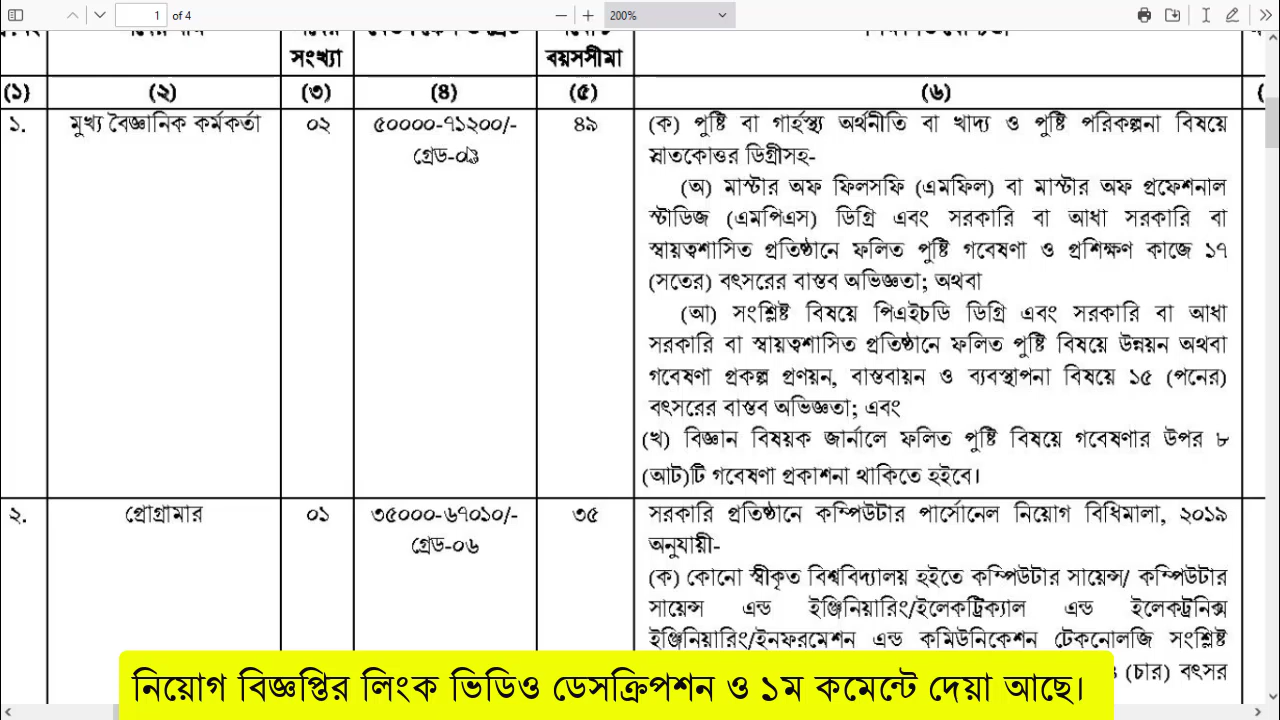 1 of 4
200%
সংখ্যা
বয়সসীমা
(১) (২) (৩) (৪) (৫) (৬)
১. মুখ্য বৈজ্ঞানিক কর্মকর্তা ০২ ৫০০০০-৭১২০০/- ৪৯ (ক) পুষ্টি বা গার্হস্থ্য অর্থনীতি বা খাদ্য ও পুষ্টি পরিকল্পনা বিষয়ে
গ্রেড-০৩ স্নাতকোত্তর ডিগ্রীসহ-
(অ) মাস্টার অফ ফিলসফি (এমফিল) বা মাস্টার অফ প্রফেশনাল
স্টাডিজ (এমপিএস) ডিগ্রি এবং সরকারি বা আধা সরকারি বা
স্বায়ত্বশাসিত প্রতিষ্ঠানে ফলিত পুষ্টি গবেষণা ও প্রশিক্ষণ কাজে ১৭
(সতের) বৎসরের বাস্তব অভিজ্ঞতা; অথবা
(আ) সংশ্লিষ্ট বিষয়ে পিএইচডি ডিগ্রি এবং সরকারি বা আধা
সরকারি বা স্বায়ত্বশাসিত প্রতিষ্ঠানে ফলিত পুষ্টি বিষয়ে উন্নয়ন অথবা
গবেষণা প্রকল্প প্রণয়ন, বাস্তবায়ন ও ব্যবস্থাপনা বিষয়ে ১৫ (পনের)
বৎসরের বাস্তব অভিজ্ঞতা; এবং
(খ) বিজ্ঞান বিষয়ক জার্নালে ফলিত পুষ্টি বিষয়ে গবেষণার উপর ৮
(আট)টি গবেষণা প্রকাশনা থাকিতে হইবে।
২. প্রোগ্রামার ০১ ৩৫০০০-৬৭০১০/- ৩৫ সরকারি প্রতিষ্ঠানে কম্পিউটার পার্সোনেল নিয়োগ বিধিমালা, ২০১৯
গ্রেড-০৬ অনুযায়ী-
(ক) কোনো স্বীকৃত বিশ্ববিদ্যালয় হইতে কম্পিউটার সায়েন্স/ কম্পিউটার
সায়েন্স এন্ড ইঞ্জিনিয়ারিং/ইলেকট্রিক্যাল এন্ড ইলেকট্রনিক্স
ইঞ্জিনিয়ারিং/ইনফরমেশন এন্ড কমিউনিকেশন টেকনোলজি সংশ্লিষ্ট
(চার) বৎসর
নিয়োগ বিজ্ঞপ্তির লিংক ভিডিও ডেসক্রিপশন ও ১ম কমেন্টে দেয়া আছে।